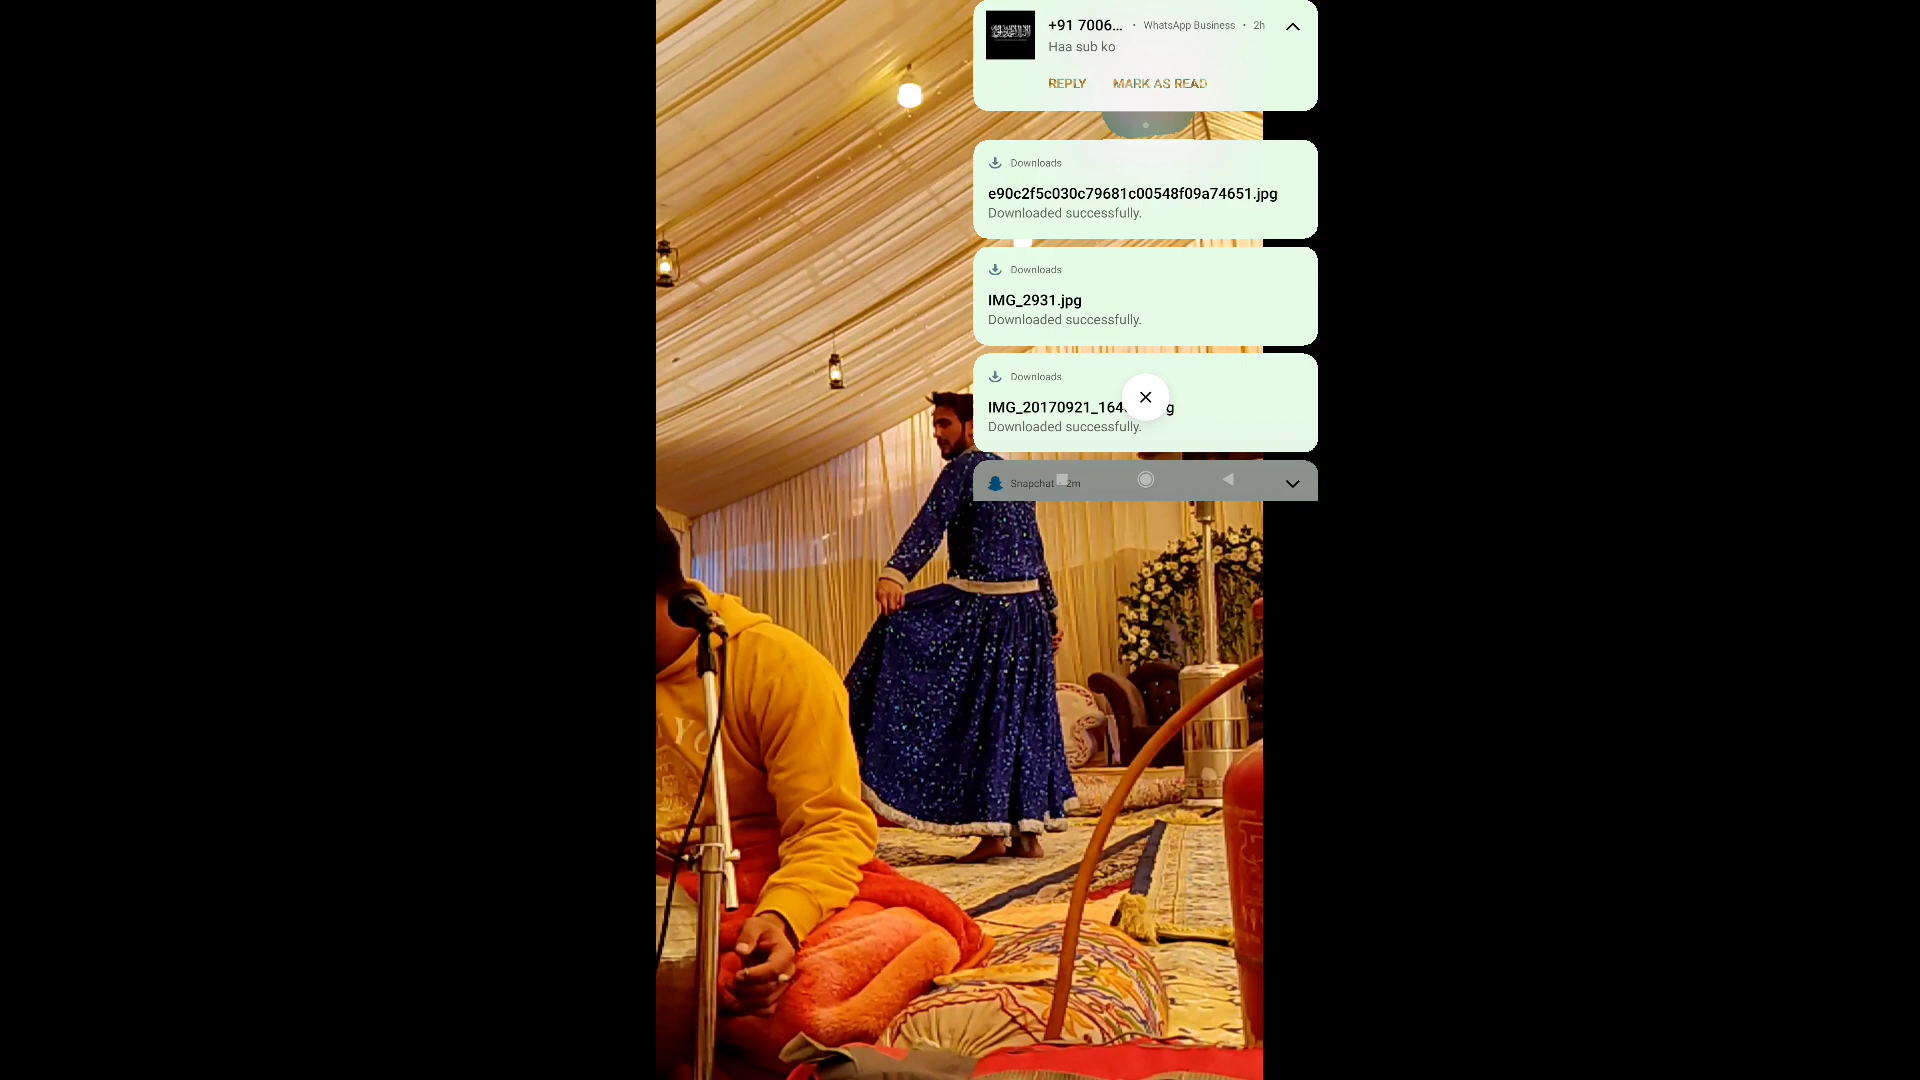 +91 7006... • WhatsApp Business • 2h
Haa sub ko
REPLY MARK AS READ
Downloads
e90c2f5c030c79681c00548f09a74651.jpg
Downloaded successfully.
Downloads
IMG_2931.jpg
Downloaded successfully.
Downloads
IMG_20170921_164
Downloaded successfully.
Snapchat 2m